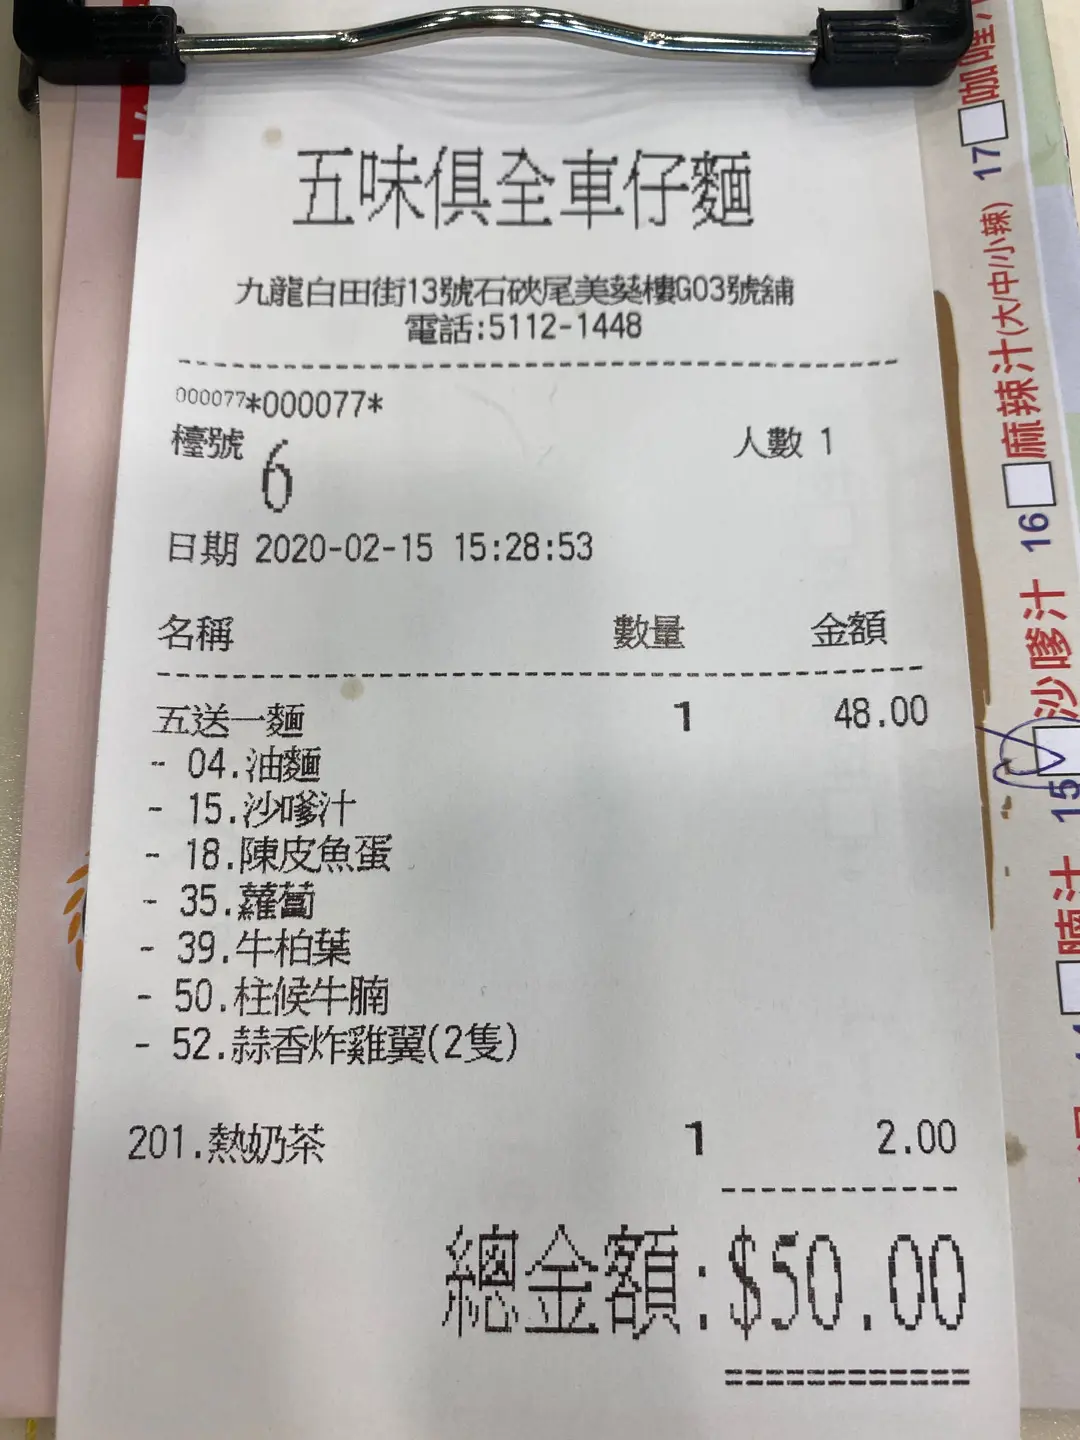 五味俱全車仔麵
九龍白田街13號石硤尾美葵樓G03號舖
電話:5112-1448
000077*000077*
檯號 6 人數 1
日期 2020-02-15 15:28:53
名稱 數量 金額
五送一麵 1 48.00
- 04.油麵
- 15.沙嗲汁
- 18.陳皮魚蛋
- 35.蘿蔔
- 39.牛柏葉
- 50.柱候牛腩
- 52.蒜香炸雞翼(2隻)
201.熱奶茶 1 2.00
總金額:$50.00
腩汁
15 沙嗲汁
16 麻辣汁(大/中/小辣)
17 咖喱汁